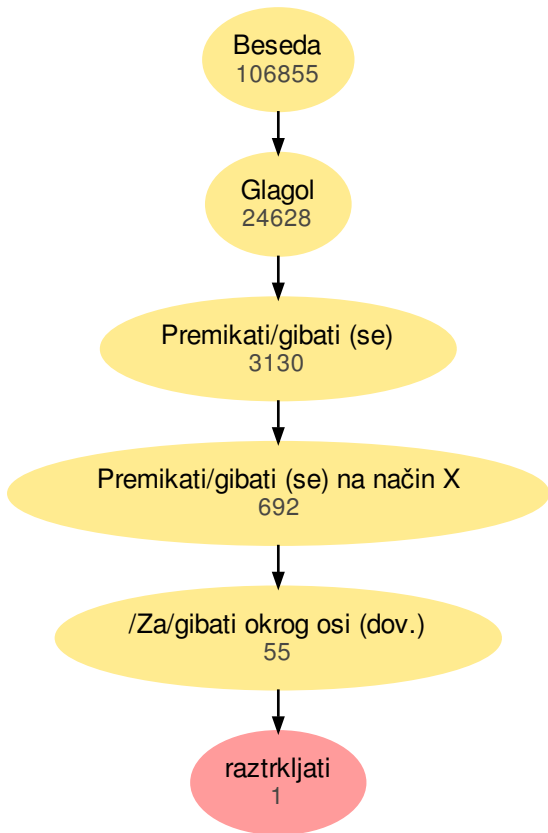 Beseda
106855
Glagol
24628
Premikati/gibati (se)
3130
Premikati/gibati (se) na način X
692
/Za/gibati okrog osi (dov.)
55
raztrkljati
1